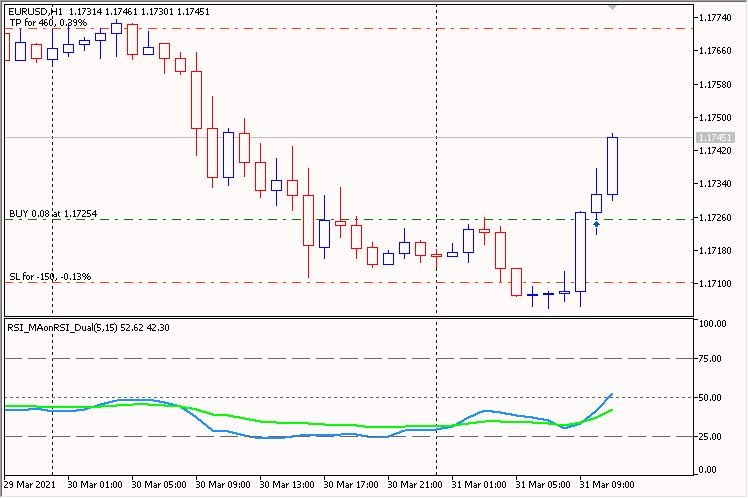 EURUSD,H1 1.17314 1.17461 1.17301 1.17451
TP for 460, 0.39%
1.17740
1.17660
1.17580
1.17500
1.17451
1.17420
1.17340
BUY 0.08 at 1.17254
1.17260
1.17180
SL for -150, -0.13%
1.17100
RSI_MAonRSI_Dual(5,15) 52.62 42.30
100.00
75.00
50.00
25.00
0.00
29 Mar 2021 30 Mar 01:00 30 Mar 05:00 30 Mar 09:00 30 Mar 13:00 30 Mar 17:00 30 Mar 21:00 31 Mar 01:00 31 Mar 05:00 31 Mar 09:00